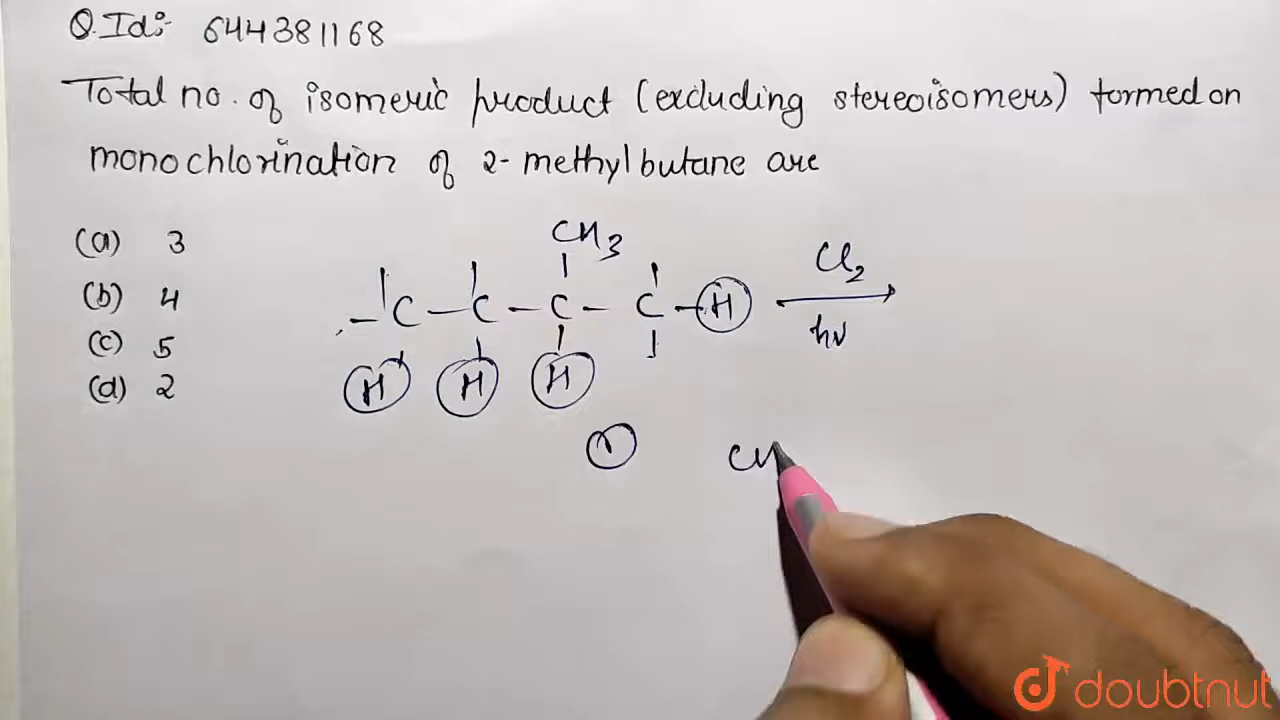 Q.Id:- 644381168
Total no. of isomeric product (excluding stereoisomers) formed on
monochlorination of 2-methylbutane are
(a) 3
(b) 4
(c) 5
(d) 2
CH3
- C - C - C - C - H
H H H
Cl2
hν
1 CH
doubtnut